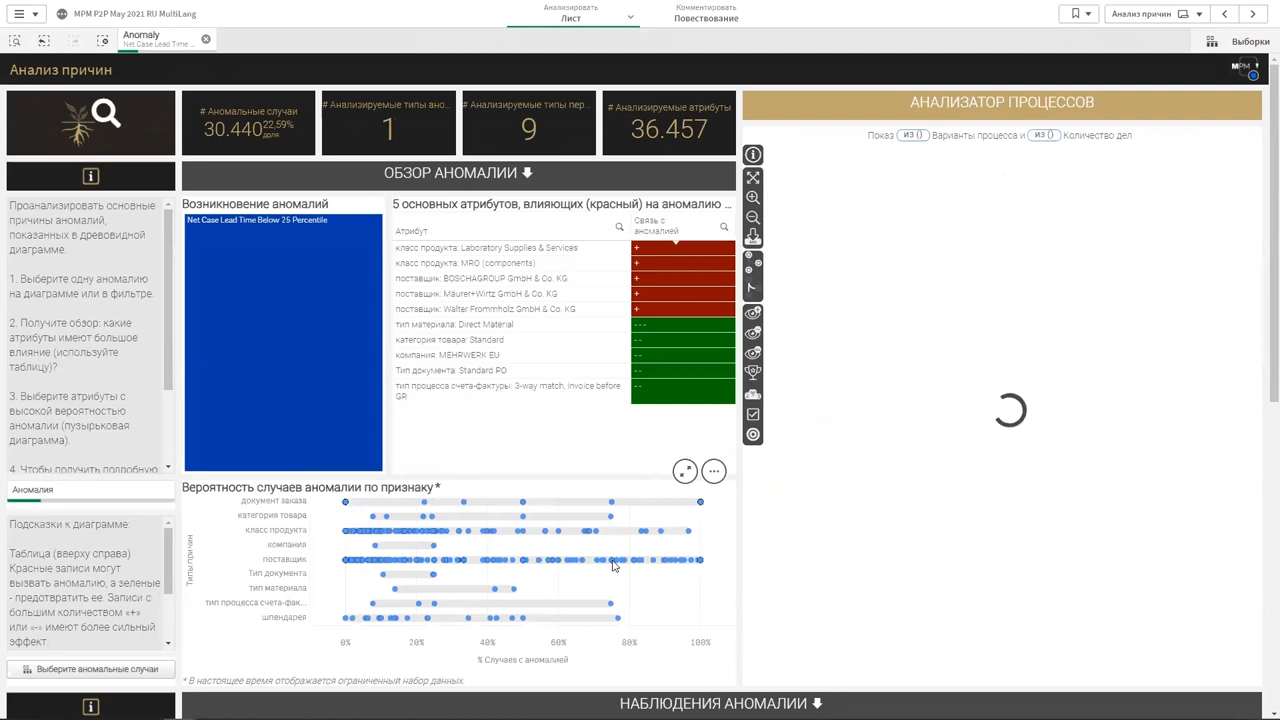 MPM P2P May 2021 RU MultiLang
Анализировать
Лист
Комментировать
Повествование
Анализ причин
Anomaly
Net Case Lead Time ...
Выборки
Анализ причин
MPM
# Аномальные случаи
30.440 22,59%
доля
# Анализируемые типы ано...
1
# Анализируемые типы пер...
9
# Анализируемые атрибуты
36.457
АНАЛИЗАТОР ПРОЦЕССОВ
Показ из () Варианты процесса и из () Количество дел
ОБЗОР АНОМАЛИИ
Проанализировать основные
причины аномалий,
показанных в древовидной
диаграмме.
1. Выберите одну аномалию
на диаграмме или в фильтре.
2. Получите обзор: какие
атрибуты имеют большое
влияние (используйте
таблицу)?
3. Выберите атрибуты с
высокой вероятностью
аномалии (пузырьковая
диаграмма).
4. Чтобы получить подробную
Возникновение аномалий
Net Case Lead Time Below 25 Percentile
5 основных атрибутов, влияющих (красный) на аномалию ...
Атрибут
Связь с
аномалией
класс продукта: Laboratory Supplies & Services +
класс продукта: MRO (components) +
поставщик: BOSCHAGROUP GmbH & Co. KG +
поставщик: Mäurer+Wirtz GmbH & Co. KG +
поставщик: Walter Frommholz GmbH & Co. KG +
тип материала: Direct Material - - -
категория товара: Standard - -
компания: MEHRWERK EU - -
Тип документа: Standard PO - -
тип процесса счета-фактуры: 3-way match, invoice before - -
GR
Аномалия
Подсказки к диаграмме:
Таблица (вверху справа)
Красные записи могут
вызвать аномалию, а зеленые
- предотвратить ее. Записи с
большим количеством «+»
или «-» имеют более сильный
эффект.
Выберите аномальные случаи
Вероятность случаев аномалии по признаку*
Типы причин
документ заказа
категория товара
класс продукта
компания
поставщик
Тип документа
тип материала
тип процесса счета-фак...
шпендарея
0% 20% 40% 60% 80% 100%
% Случаев с аномалией
* В настоящее время отображается ограниченный набор данных.
НАБЛЮДЕНИЯ АНОМАЛИИ